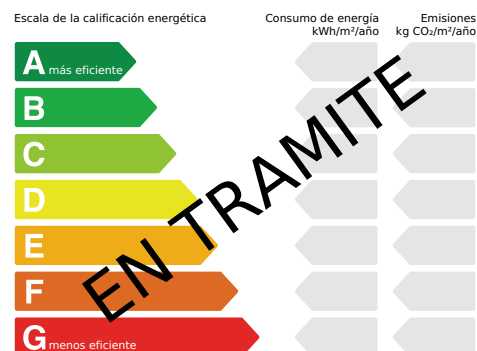 Escala de la calificación energética
Consumo de energía
kWh/m²/año
Emisiones
kg CO₂/m²/año
A más eficiente
B
C
D
E
F
G menos eficiente
EN TRAMITE